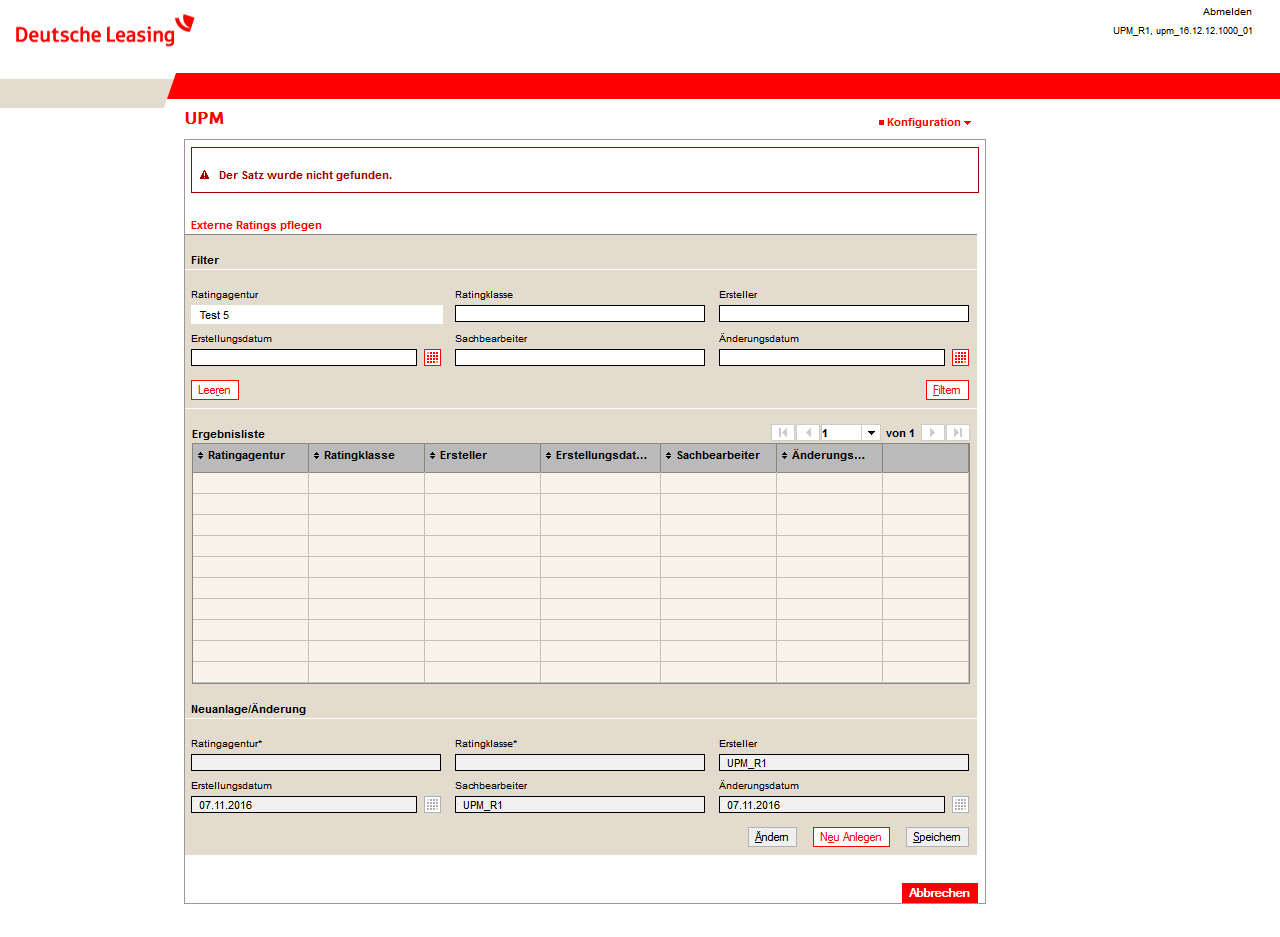 Deutsche Leasing
Abmelden
UPM_R1, upm_16.12.12.1000_01
UPM
Konfiguration
Der Satz wurde nicht gefunden.
Externe Ratings pflegen
Filter
Ratingagentur Ratingklasse Ersteller
Test 5
Erstellungsdatum Sachbearbeiter Änderungsdatum
Leeren Filtern
Ergebnisliste 1 von 1
Ratingagentur Ratingklasse Ersteller Erstellungsdat... Sachbearbeiter Änderungs...
Neuanlage/Änderung
Ratingagentur* Ratingklasse* Ersteller
UPM_R1
Erstellungsdatum Sachbearbeiter Änderungsdatum
07.11.2016 UPM_R1 07.11.2016
Ändern Neu Anlegen Speichern
Abbrechen